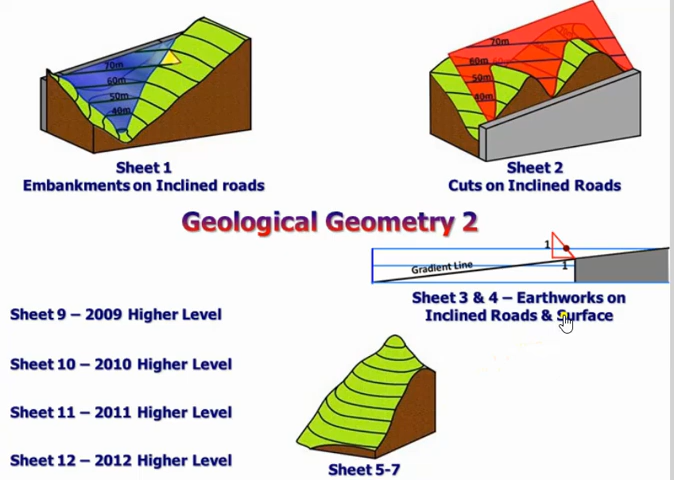 70m
60m
50m
40m
Sheet 1
Embankments on Inclined roads
70m
60m
50m
40m
Sheet 2
Cuts on Inclined Roads
Geological Geometry 2
1
1
Gradient Line
Sheet 3 & 4 – Earthworks on
Inclined Roads & Surface
Sheet 9 – 2009 Higher Level
Sheet 10 – 2010 Higher Level
Sheet 11 – 2011 Higher Level
Sheet 12 – 2012 Higher Level
Sheet 5-7